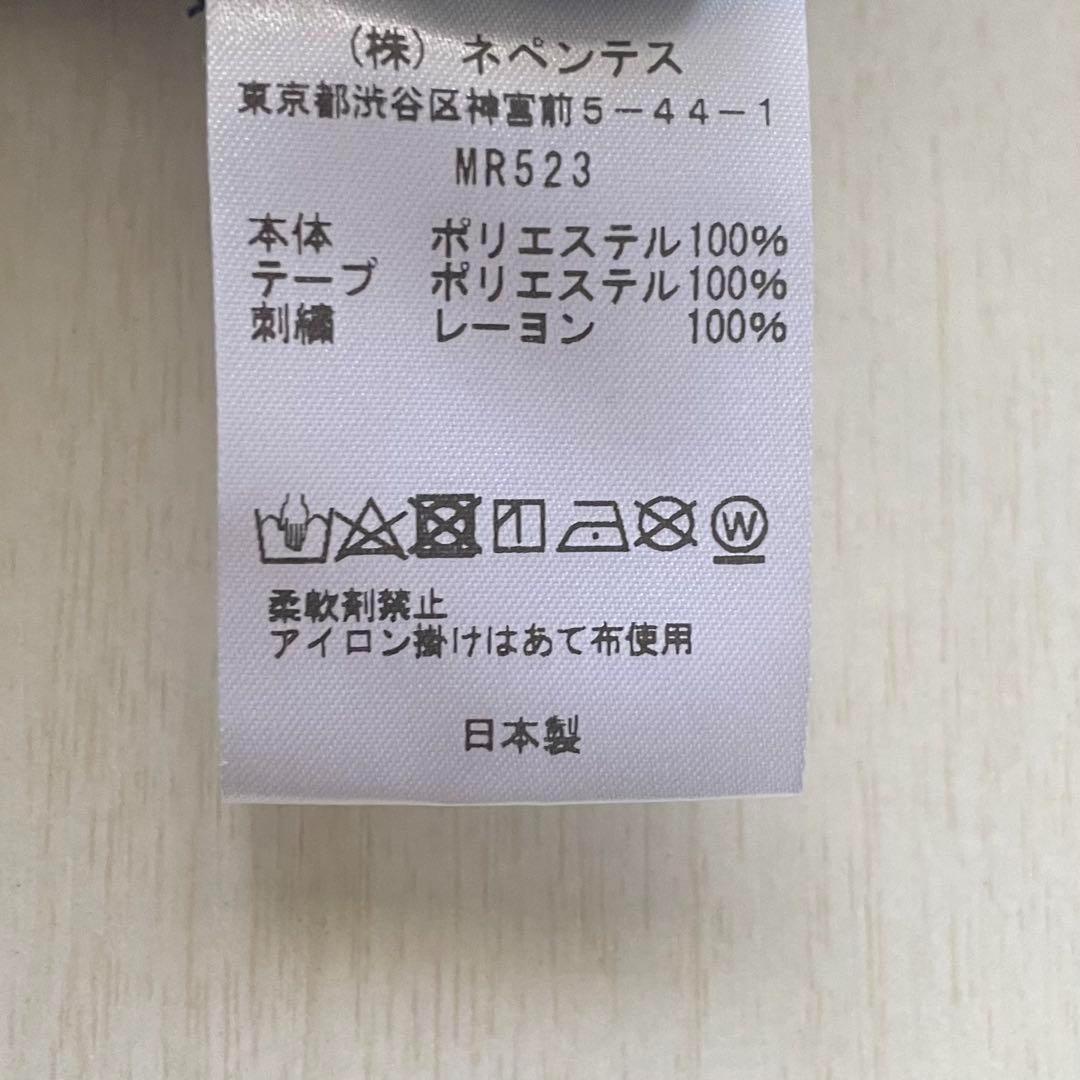 (株) ネペンテス
東京都渋谷区神宮前5-44-1
MR523
本体 ポリエステル100%
テープ ポリエステル100%
刺繍 レーヨン 100%
W
柔軟剤禁止
アイロン掛けはあて布使用
日本製